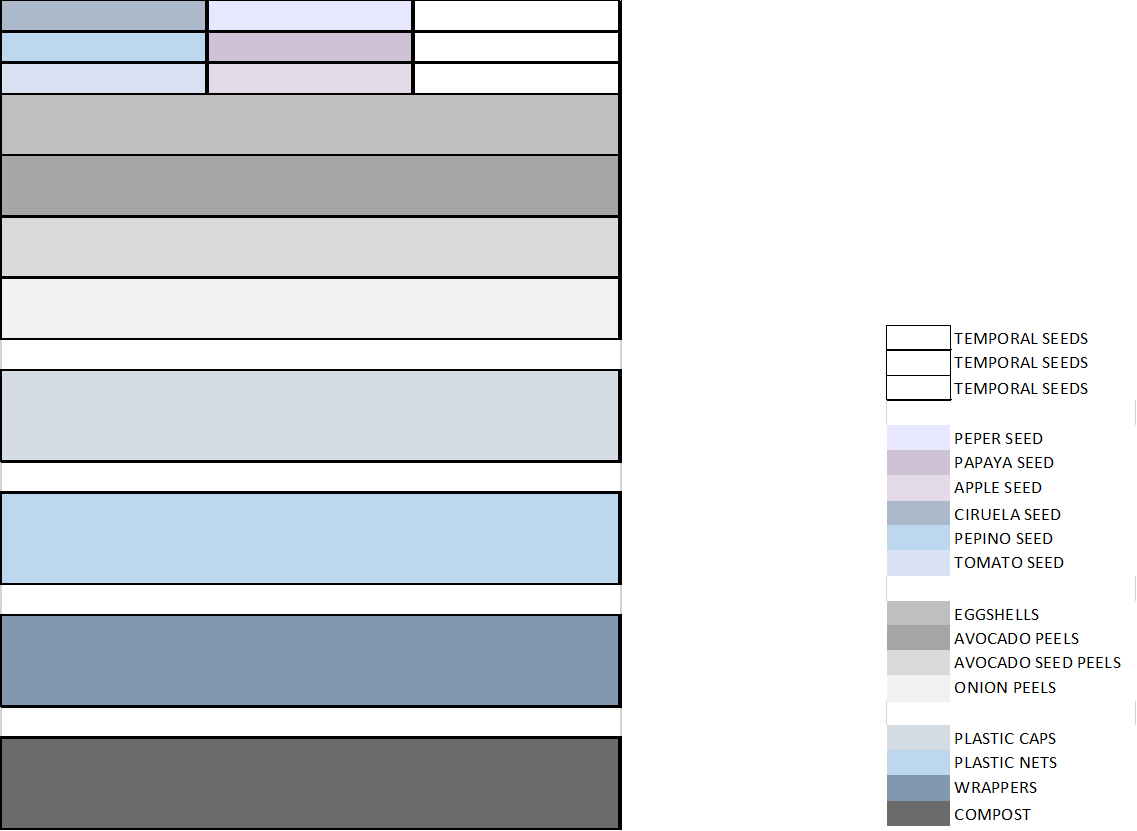 TEMPORAL SEEDS
TEMPORAL SEEDS
TEMPORAL SEEDS
PEPER SEED
PAPAYA SEED
APPLE SEED
CIRUELA SEED
PEPINO SEED
TOMATO SEED
EGGSHELLS
AVOCADO PEELS
AVOCADO SEED PEELS
ONION PEELS
PLASTIC CAPS
PLASTIC NETS
WRAPPERS
COMPOST